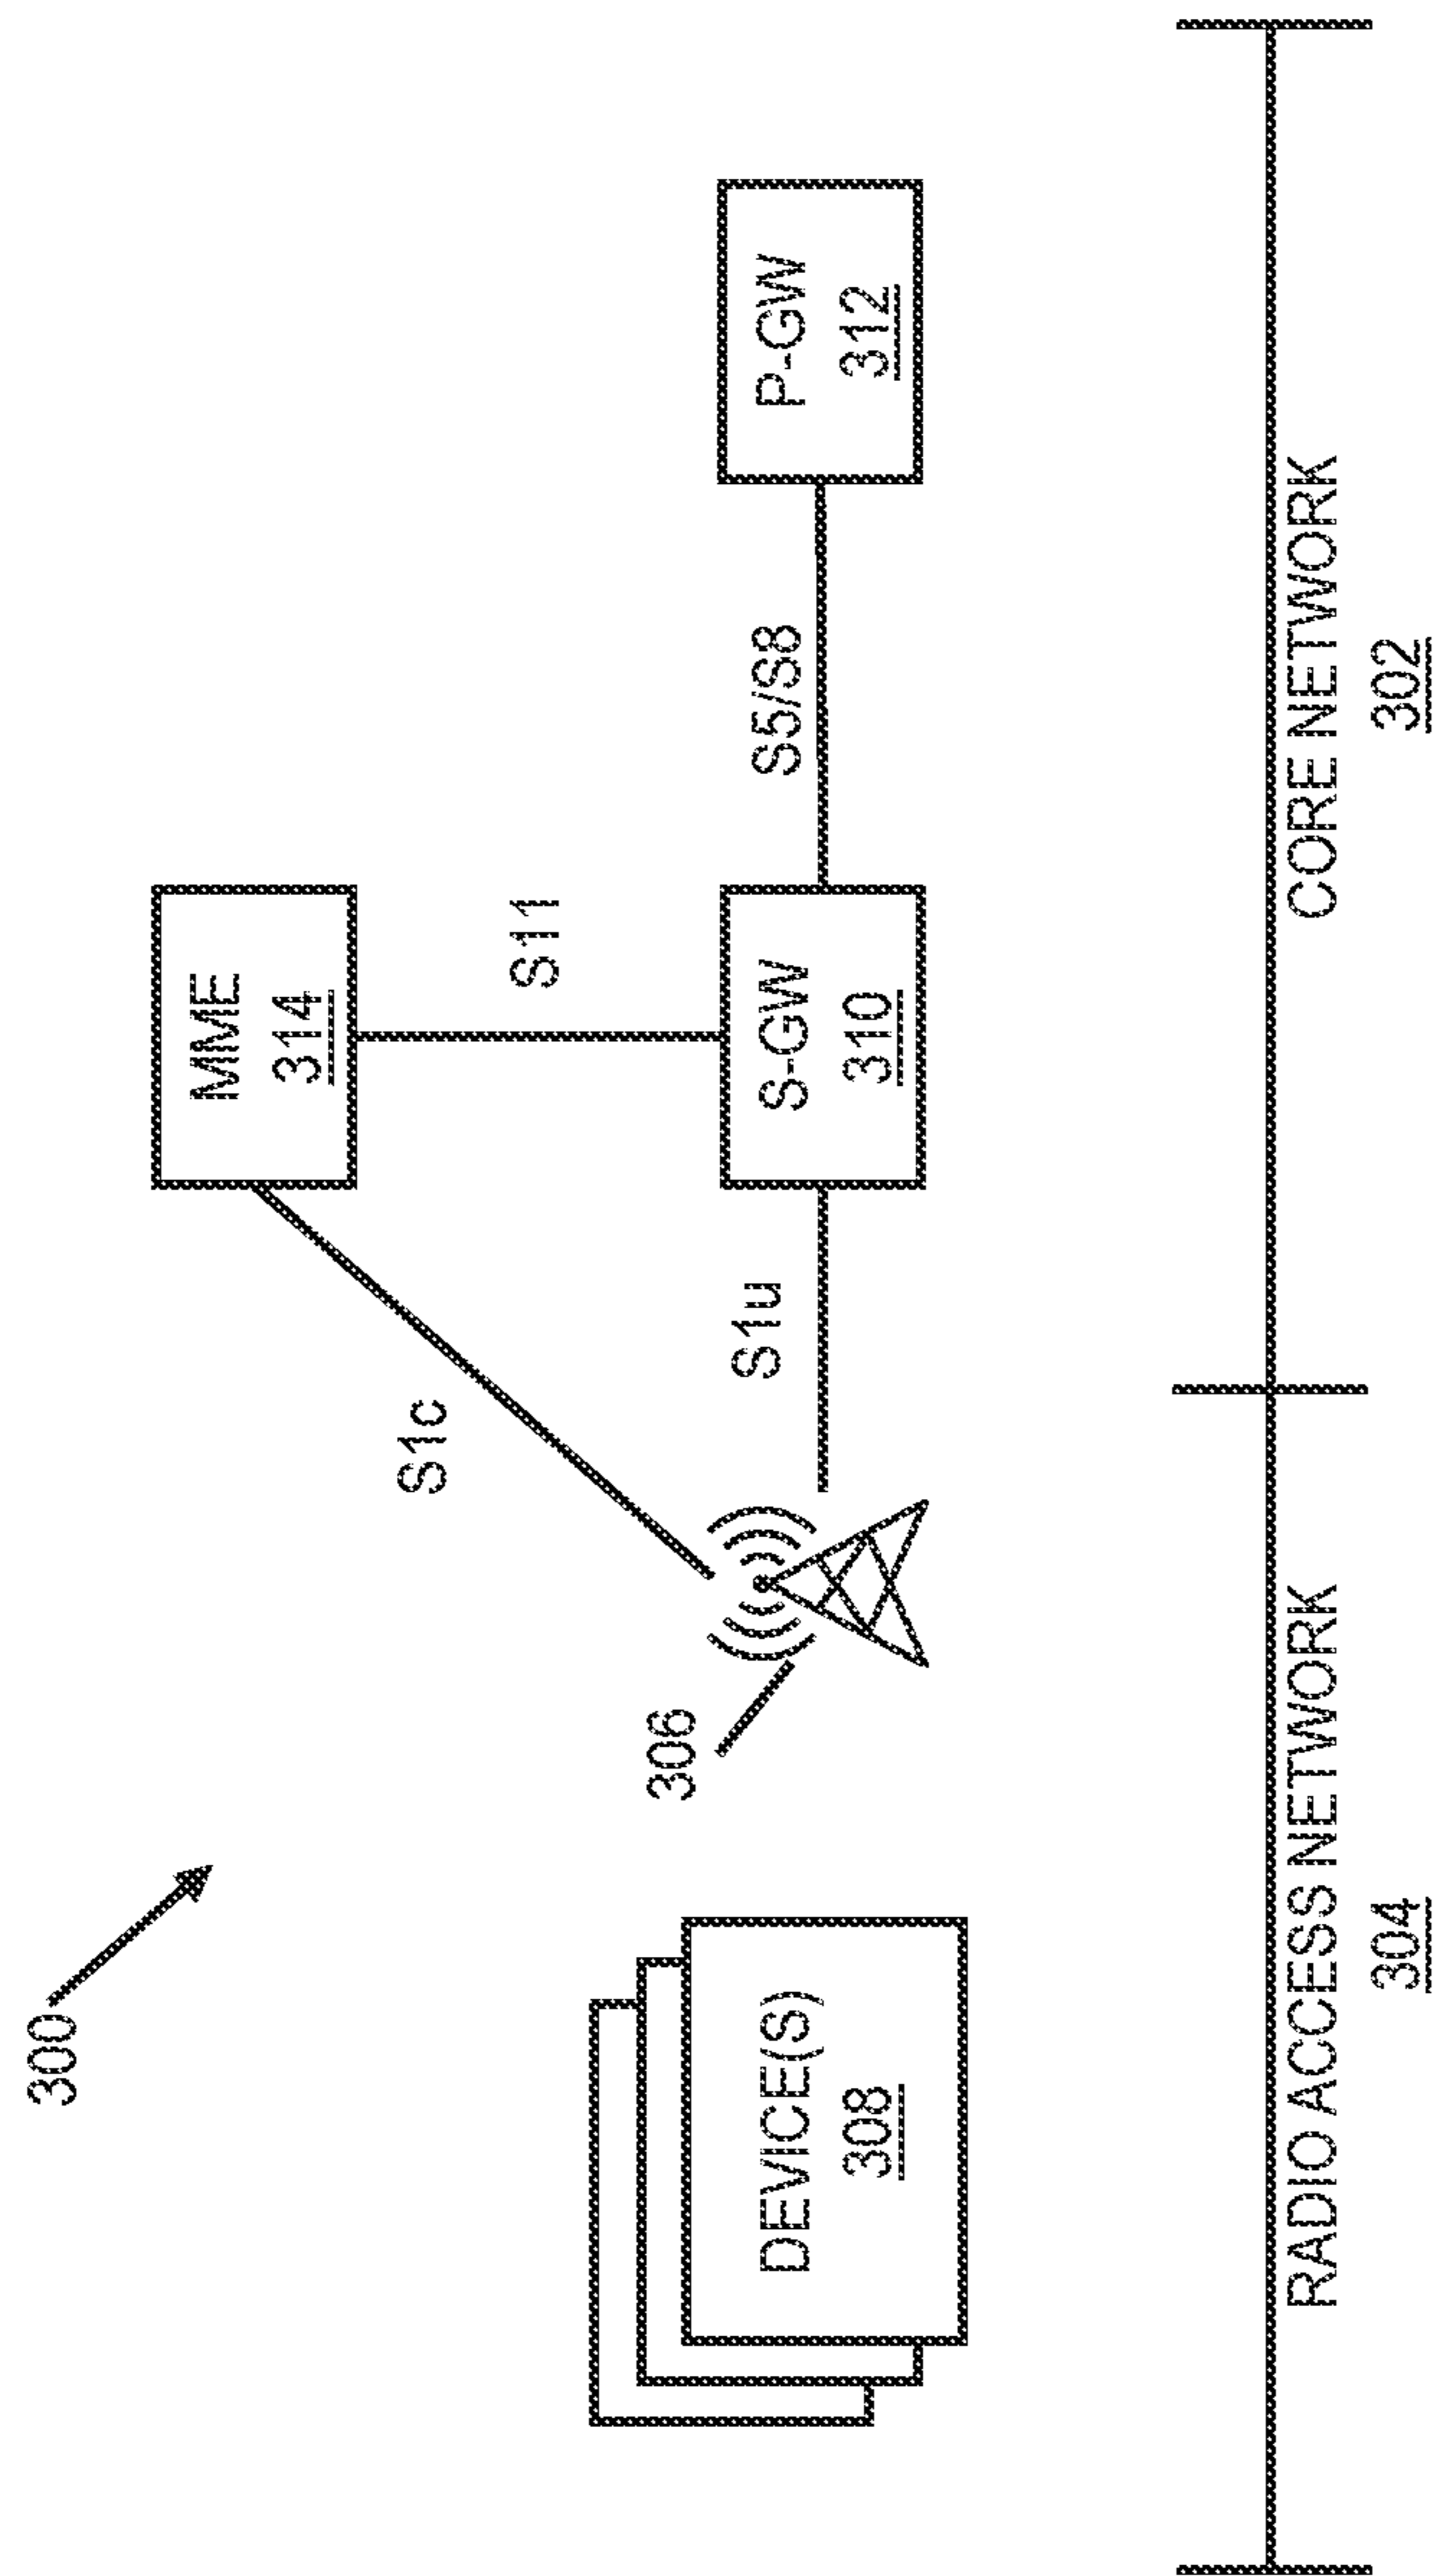 300
MME
314
S1c
S11
306
S1u
S5/S8
DEVICE(S)
308
S-GW
310
P-GW
312
RADIO ACCESS NETWORK
304
CORE NETWORK
302